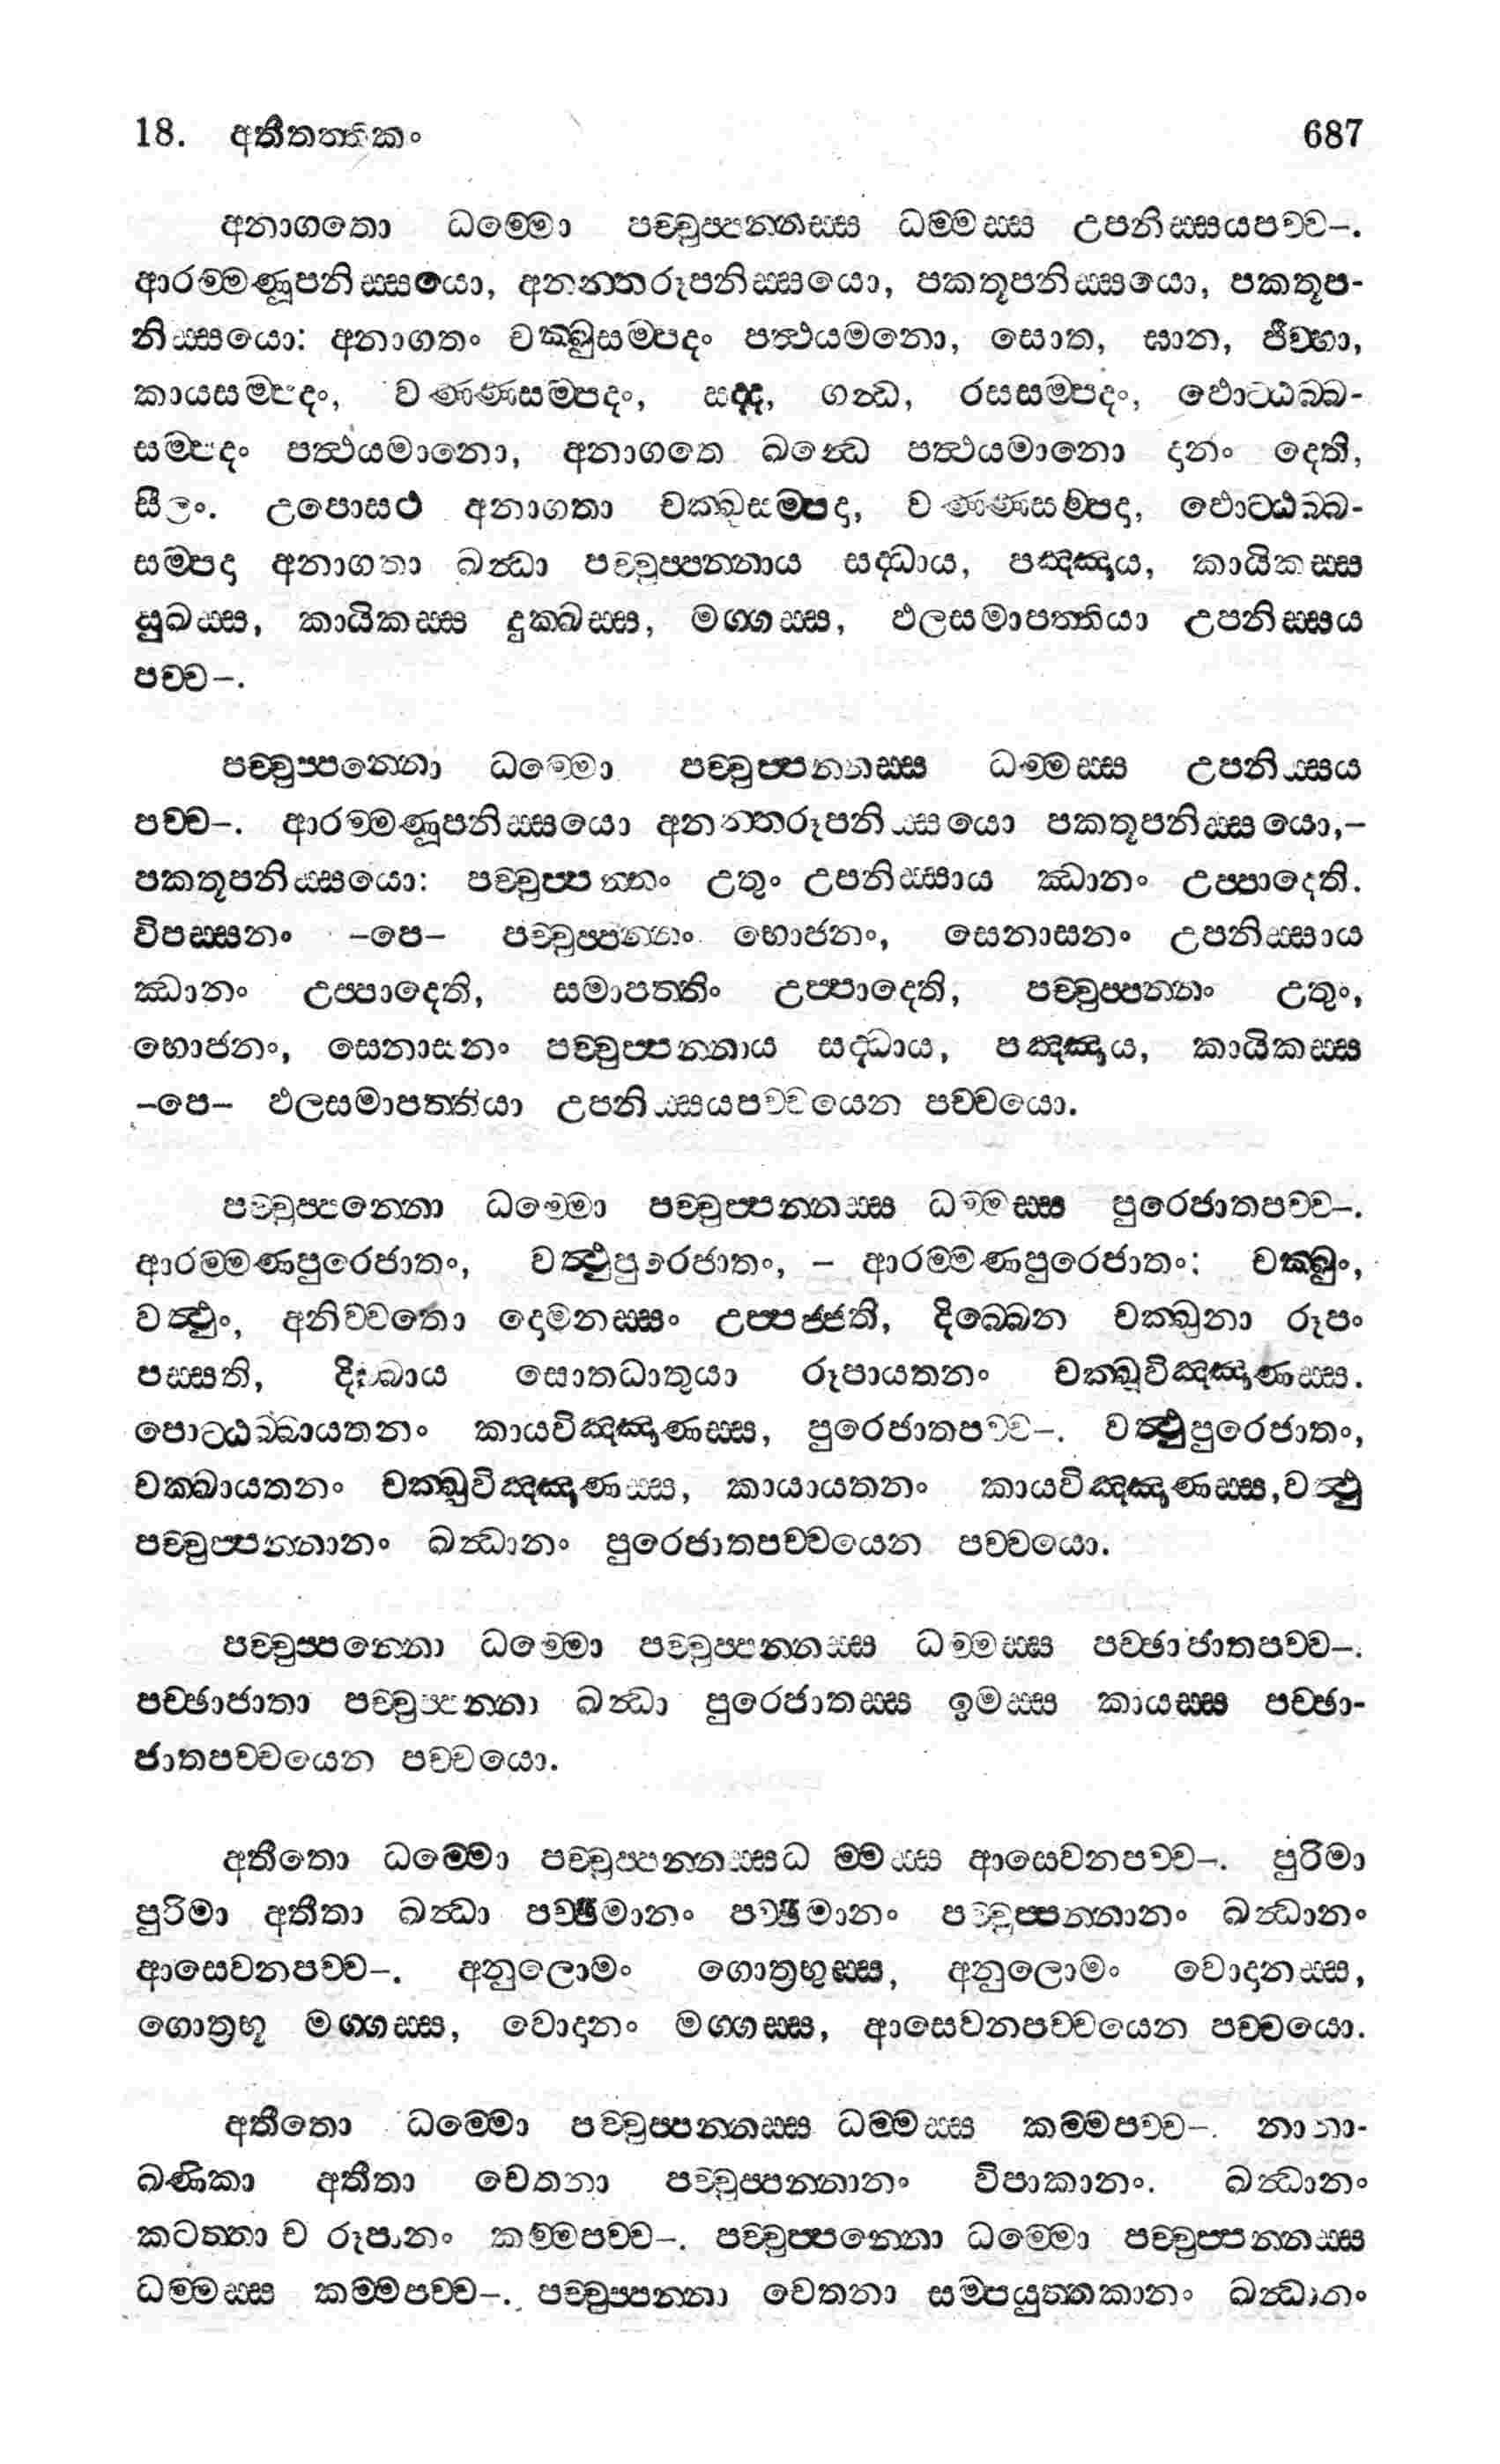 18. අතීතත්තිකං 687
අනාගතො ධම්මො පච්චුප්පන්නස්ස ධම්මස්ස උපනිස්සයපච්ච–.
ආරම්මණූපනිස්සයො, අනන්තරූපනිස්සයො, පකතූපනිස්සයො, පකතූප-
නිස්සයො: අනාගතං චක්ඛුසම්පදං පත්ථයමනො, සොත, ඝාන, ජීව්හා,
කායසම්පදං, වණ්ණසම්පදං, සද්ද, ගන්ධ, රසසම්පදං, ඵොට්ඨබ්බ-
සම්පදං පත්ථයමානො, අනාගතෙ ඛන්ධෙ පත්ථයමානො දානං දෙති,
සීලං. උපොසථ අනාගතා චක්ඛුසම්පදා, වණ්ණසම්පදා, ඵොට්ඨබ්බ-
සම්පදා අනාගතා ඛන්ධා පච්චුප්පන්නාය සද්ධාය, පඤ්ඤාය, කායිකස්ස
සුඛස්ස, කායිකස්ස දුක්ඛස්ස, මග්ගස්ස, ඵලසමාපත්තියා උපනිස්සය
පච්ච–.
පච්චුප්පන්නො ධම්මො පච්චුප්පන්නස්ස ධම්මස්ස උපනිස්සය
පච්ච–. ආරම්මණූපනිස්සයො අනන්තරූපනිස්සයො පකතූපනිස්සයො,–
පකතූපනිස්සයො: පච්චුප්පන්නං උතුං උපනිස්සාය ඣානං උප්පාදෙති.
විපස්සනං –පෙ– පච්චුප්පන්නං භොජනං, සෙනාසනං උපනිස්සාය
ඣානං උප්පාදෙති, සමාපත්තිං උප්පාදෙති, පච්චුප්පන්නං උතුං,
භොජනං, සෙනාසනං පච්චුප්පන්නාය සද්ධාය, පඤ්ඤාය, කායිකස්ස
–පෙ– ඵලසමාපත්තියා උපනිස්සයපච්චයෙන පච්චයො.
පච්චුප්පන්නො ධම්මො පච්චුප්පන්නස්ස ධම්මස්ස පුරෙජාතපච්ච–.
ආරම්මණපුරෙජාතං, වත්ථුපුරෙජාතං, – ආරම්මණපුරෙජාතං: චක්ඛුං,
වත්ථුං, අනිච්චතො දොමනස්සං උප්පජ්ජති, දිබ්බෙන චක්ඛුනා රූපං
පස්සති, දිබ්බාය සොතධාතුයා රූපායතනං චක්ඛුවිඤ්ඤාණස්ස.
පොට්ඨබ්බායතනං කායවිඤ්ඤාණස්ස, පුරෙජාතපච්ච–. වත්ථුපුරෙජාතං,
චක්ඛායතනං චක්ඛුවිඤ්ඤාණස්ස, කායායතනං කායවිඤ්ඤාණස්ස,වත්ථු
පච්චුප්පන්නානං ඛන්ධානං පුරෙජාතපච්චයෙන පච්චයො.
පච්චුප්පන්නො ධම්මො පච්චුප්පන්නස්ස ධම්මස්ස පච්ඡාජාතපච්ච–.
පච්ඡාජාතා පච්චුප්පන්නා ඛන්ධා පුරෙජාතස්ස ඉමස්ස කායස්ස පච්ඡා-
ජාතපච්චයෙන පච්චයො.
අතීතො ධම්මො පච්චුප්පන්නස්සධ ම්මස්ස ආසෙවනපච්ච–. පුරිමා
පුරිමා අතීතා ඛන්ධා පච්ඡිමානං පච්ඡිමානං පච්චුප්පන්නානං ඛන්ධානං
ආසෙවනපච්ච–. අනුලොමං ගොත්‍රභුස්ස, අනුලොමං වොදානස්ස,
ගොත්‍රභූ මග්ගස්ස, වොදානං මග්ගස්ස, ආසෙවනපච්චයෙන පච්චයො.
අතීතො ධම්මො පච්චුප්පන්නස්ස ධම්මස්ස කම්මපච්ච–. නානා-
ඛණිකා අතීතා චෙතනා පච්චුප්පන්නානං විපාකානං. ඛන්ධානං
කටත්තා ච රූපානං කම්මපච්ච–. පච්චුප්පන්නො ධම්මො පච්චුප්පන්නස්ස
ධම්මස්ස කම්මපච්ච–. පච්චුප්පන්නා චෙතනා සම්පයුත්තකානං ඛන්ධානං